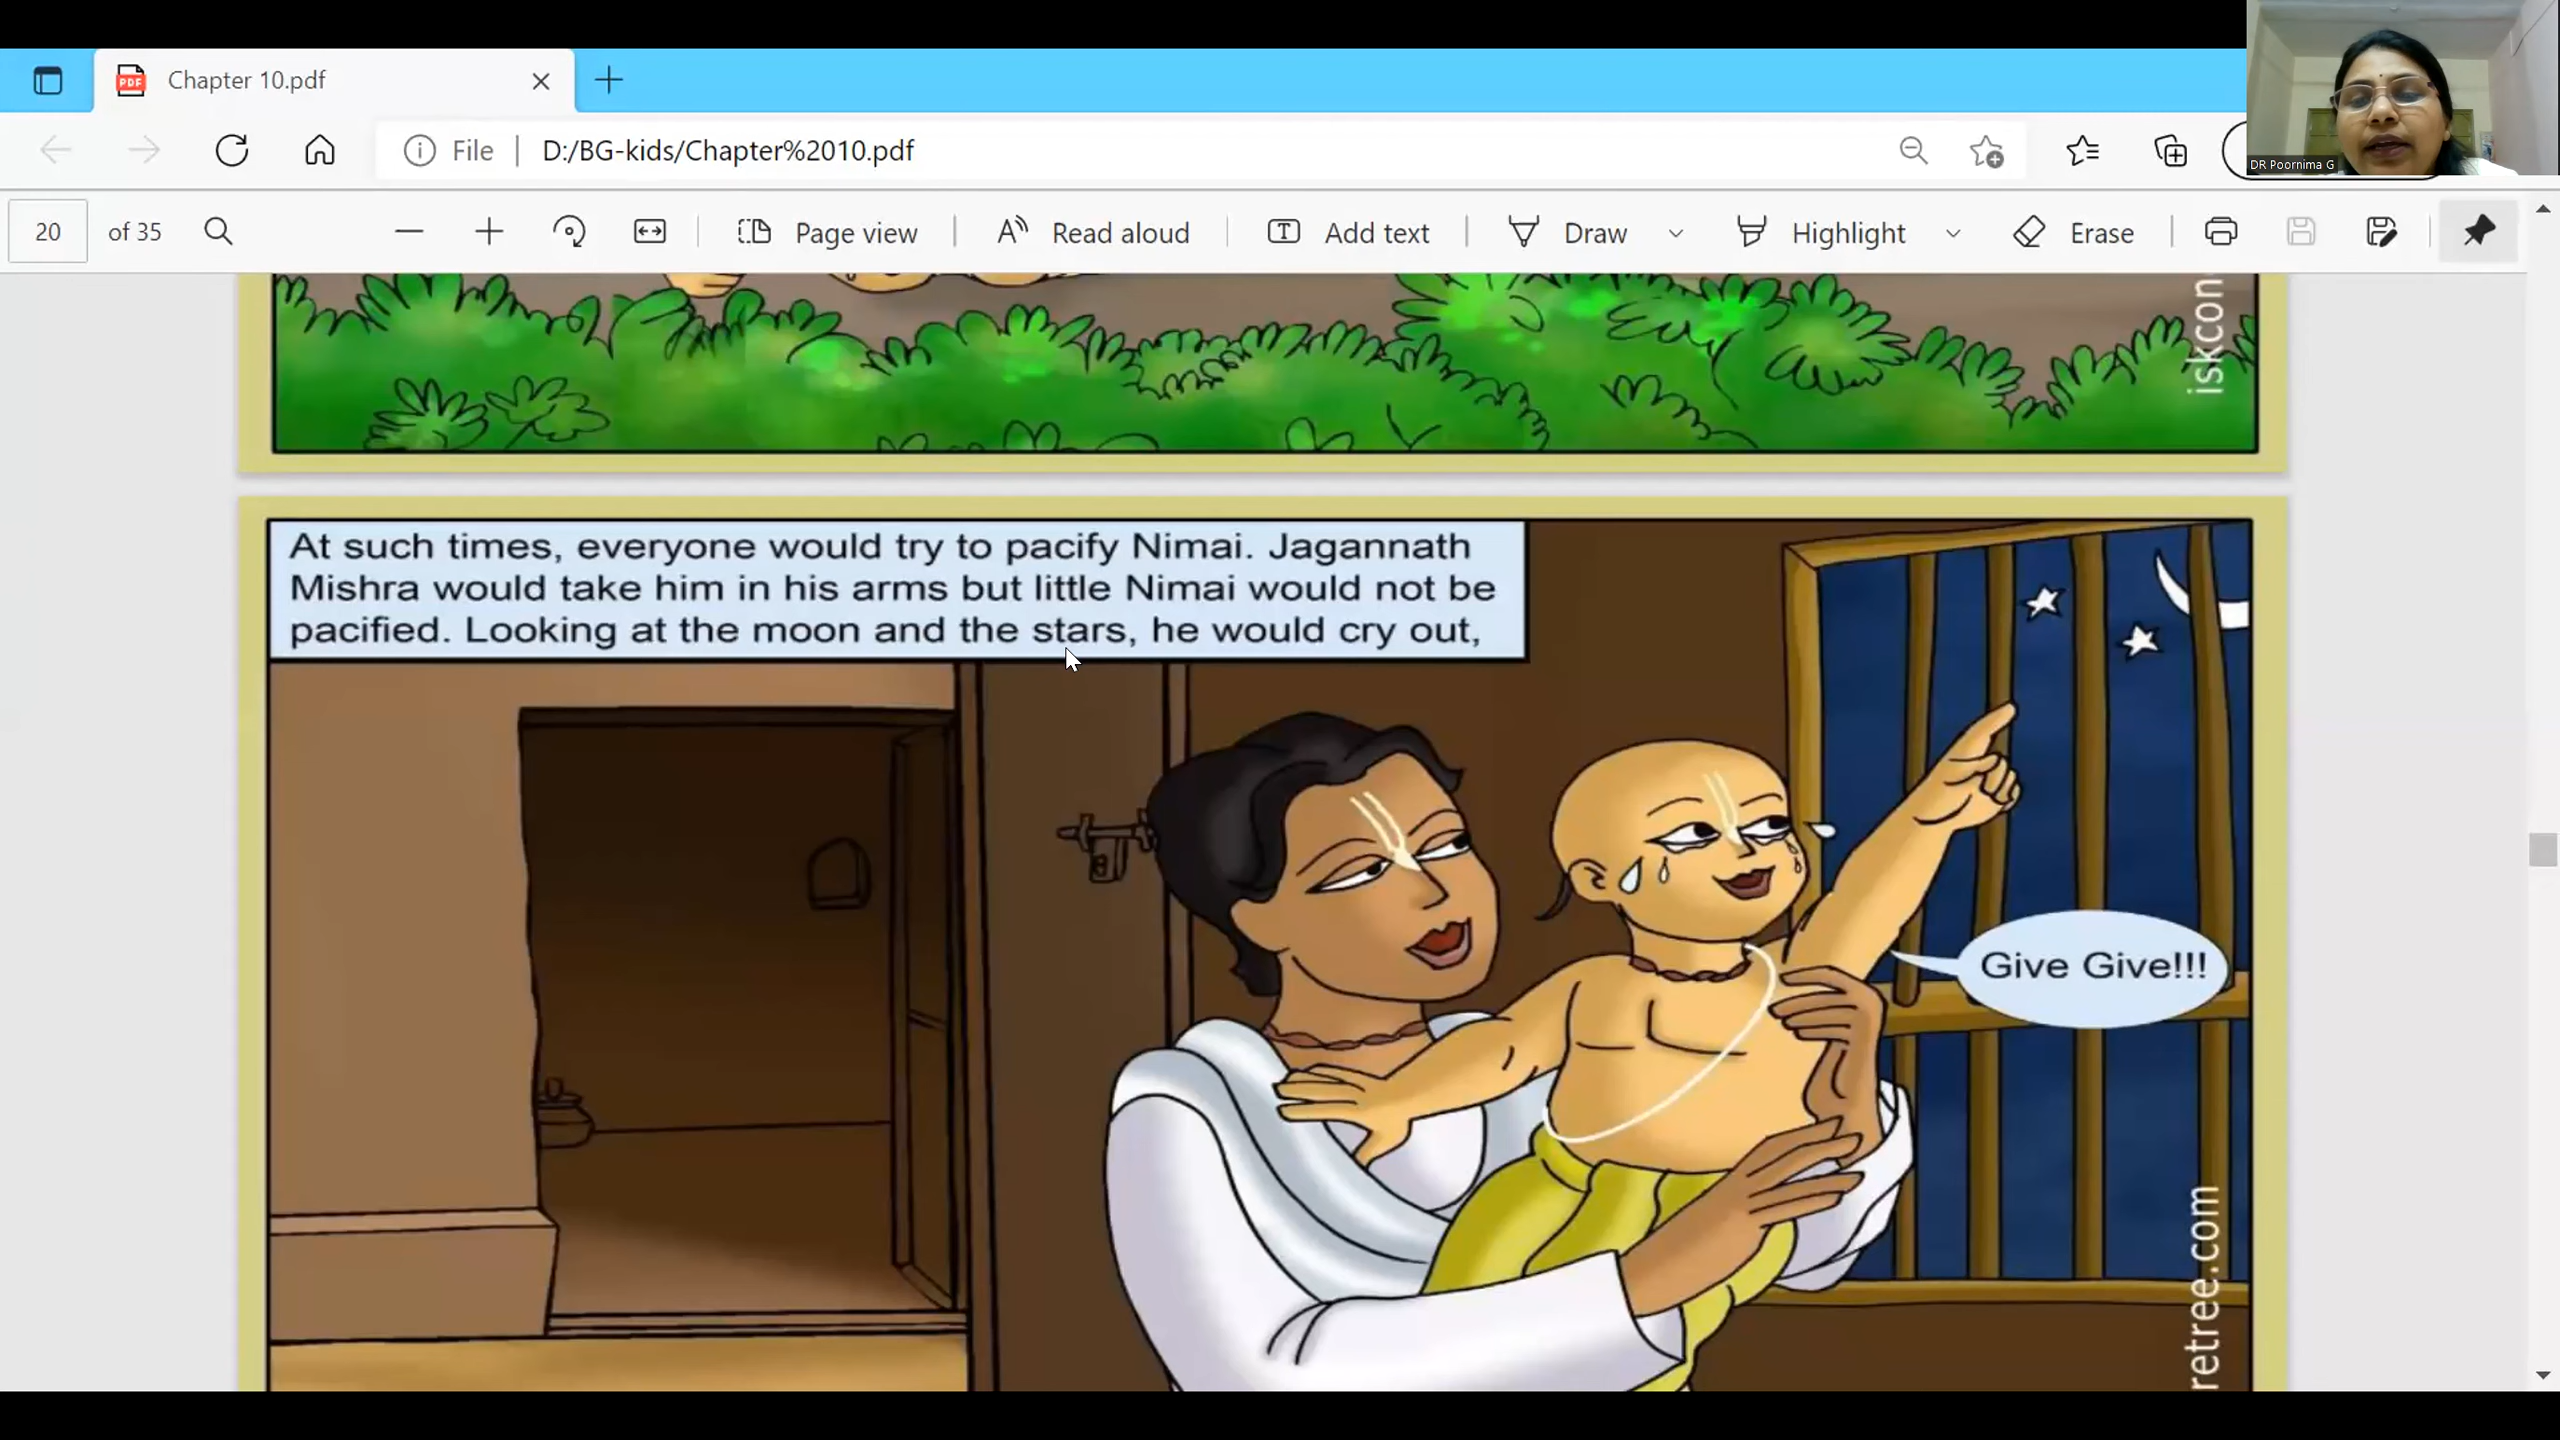 Chapter 10.pdf
File
D:/BG-kids/Chapter%2010.pdf
DR Poornima G
20 of 35
Page view
Read aloud
Add text
Draw
Highlight
Erase
iskcon
At such times, everyone would try to pacify Nimai. Jagannath
Mishra would take him in his arms but little Nimai would not be
pacified. Looking at the moon and the stars, he would cry out,
Give Give!!!
retree.com